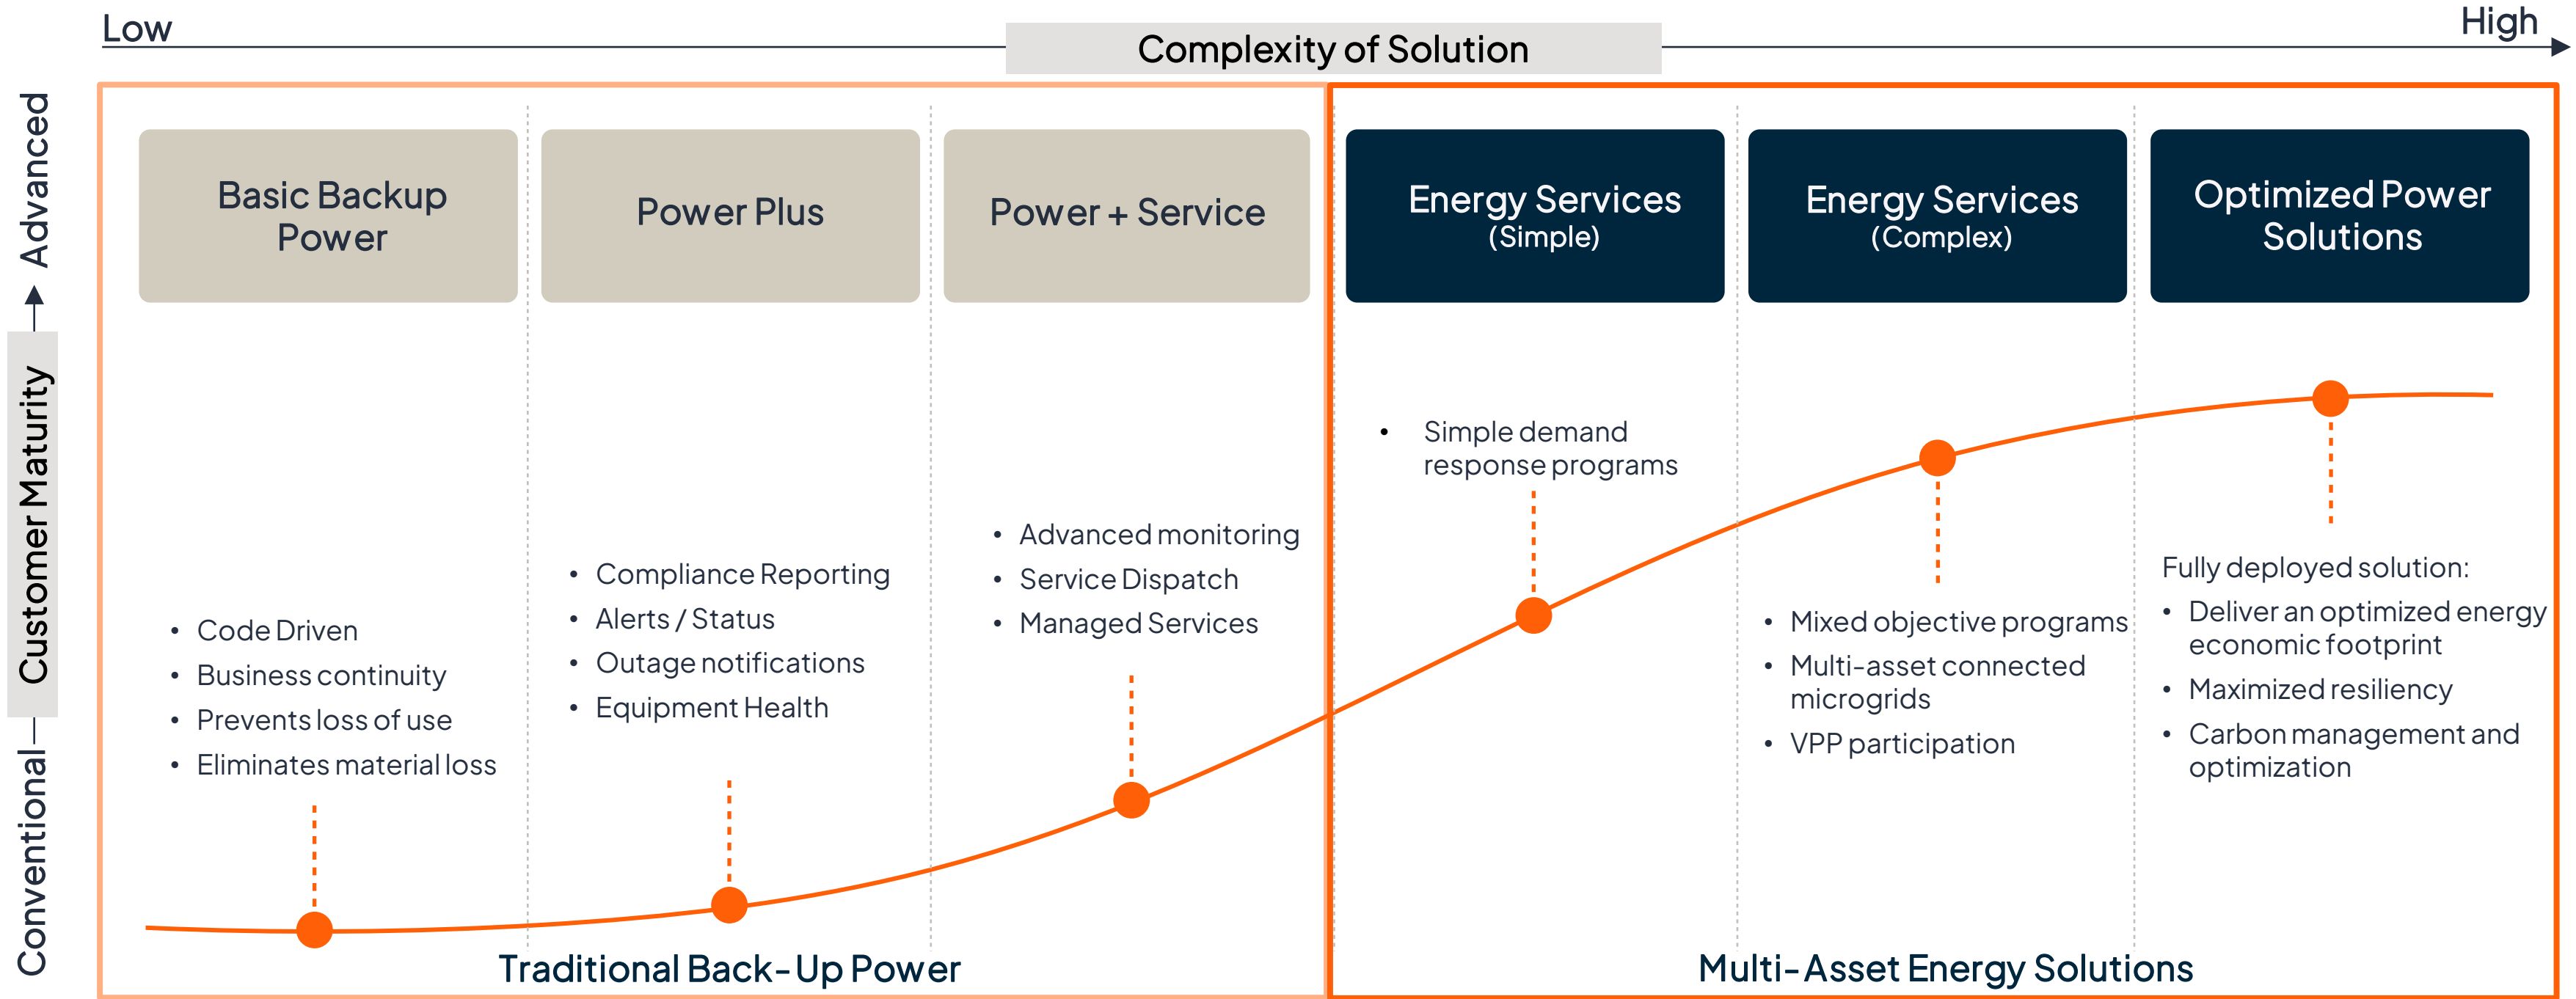 Low
High
Complexity of Solution
Advanced
Customer Maturity
Conventional
Basic Backup
Power
Power Plus
Power + Service
Energy Services
(Simple)
Energy Services
(Complex)
Optimized Power
Solutions
• Code Driven
• Business continuity
• Prevents loss of use
• Eliminates material loss
• Compliance Reporting
• Alerts / Status
• Outage notifications
• Equipment Health
• Advanced monitoring
• Service Dispatch
• Managed Services
• Simple demand
response programs
• Mixed objective programs
• Multi-asset connected
microgrids
• VPP participation
Fully deployed solution:
• Deliver an optimized energy
economic footprint
• Maximized resiliency
• Carbon management and
optimization
Traditional Back-Up Power
Multi-Asset Energy Solutions